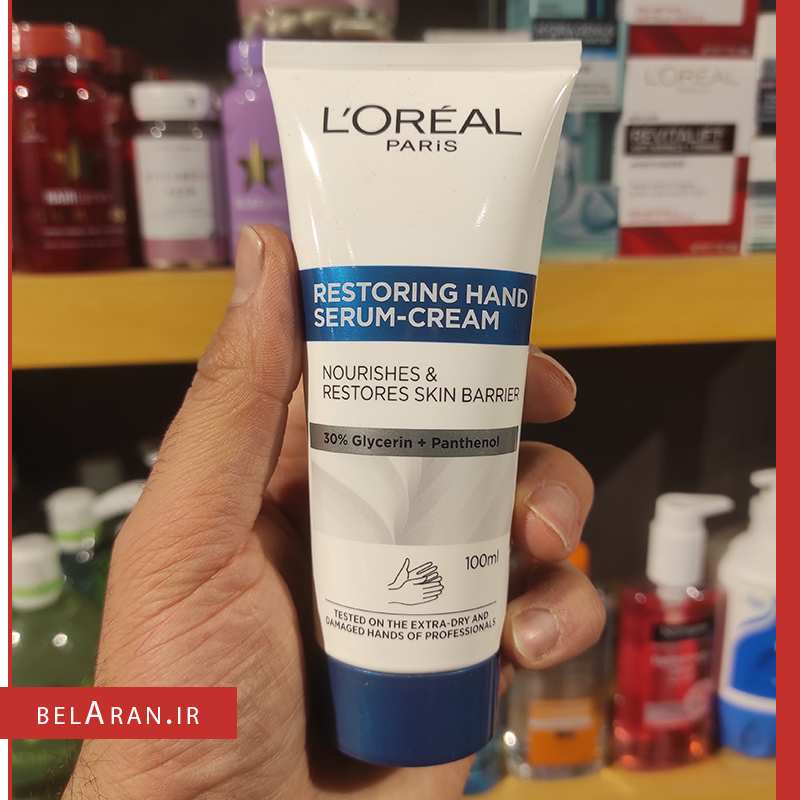 L'ORÉAL
PARiS
RESTORING HAND
SERUM-CREAM
NOURISHES &
RESTORES SKIN BARRIER
30% Glycerin + Panthenol
100ml
TESTED ON THE EXTRA-DRY AND
DAMAGED HANDS OF PROFESSIONALS
L'ORÉAL
REVITALIFT
HAIR
BELARAN.IR